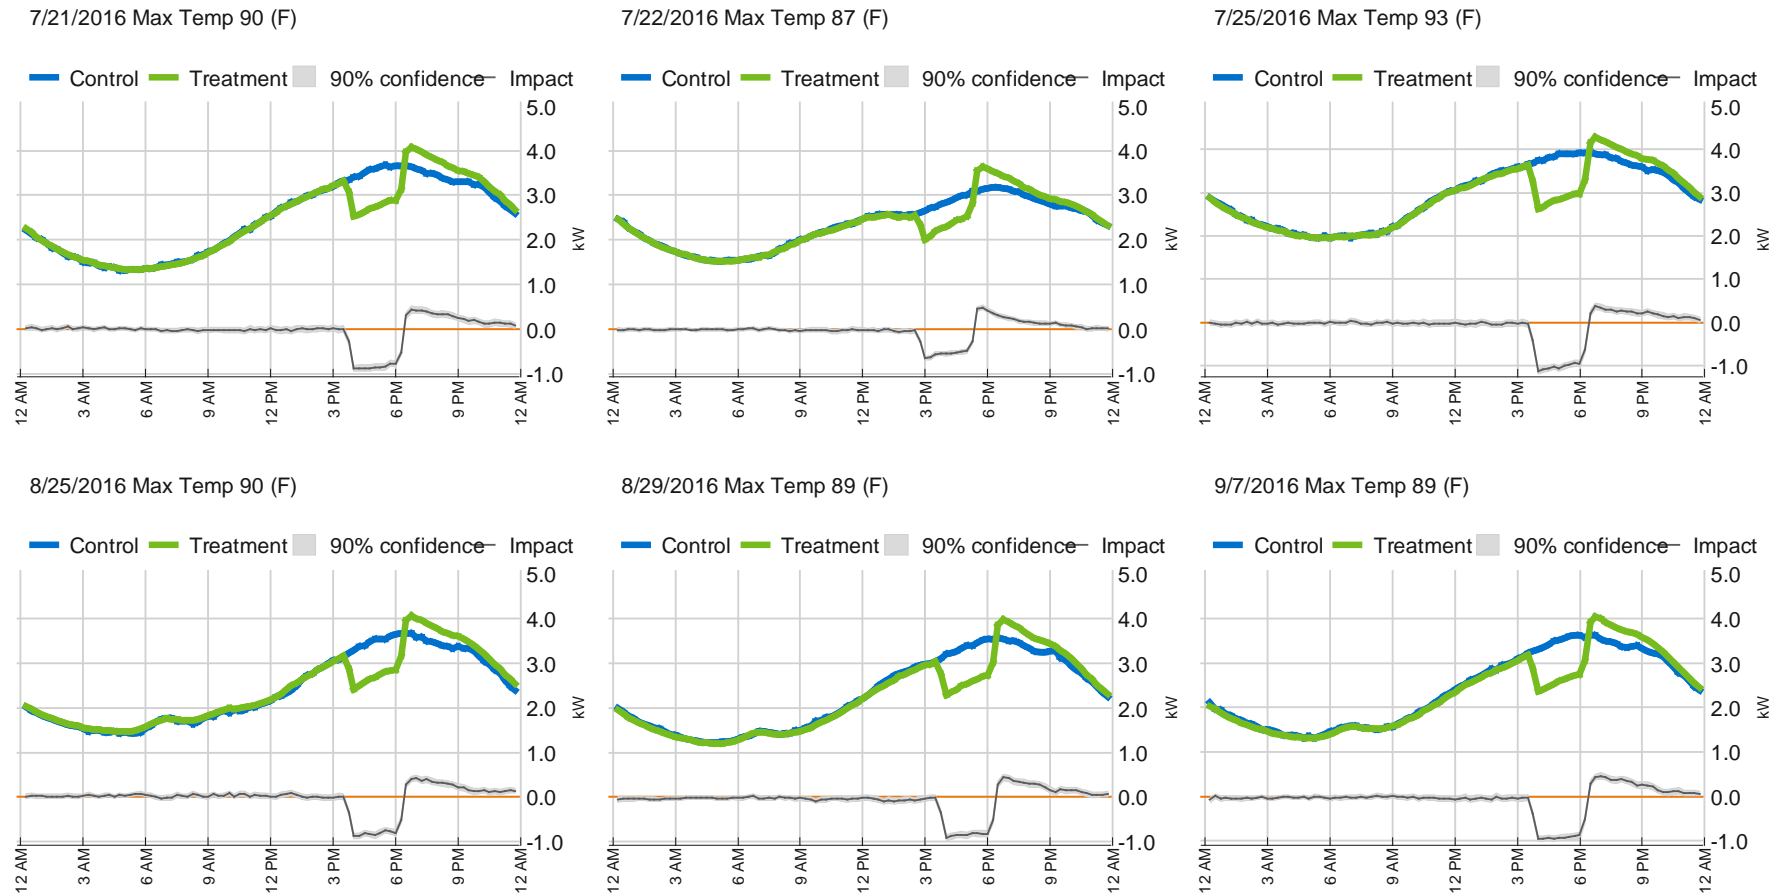 7/21/2016 Max Temp 90 (F)
Control Treatment 90% confidence Impact
5.0
4.0
3.0
2.0
1.0
0.0
-1.0
kW
12 AM 3 AM 6 AM 9 AM 12 PM 3 PM 6 PM 9 PM 12 AM
7/22/2016 Max Temp 87 (F)
Control Treatment 90% confidence Impact
5.0
4.0
3.0
2.0
1.0
0.0
-1.0
kW
12 AM 3 AM 6 AM 9 AM 12 PM 3 PM 6 PM 9 PM 12 AM
7/25/2016 Max Temp 93 (F)
Control Treatment 90% confidence Impact
5.0
4.0
3.0
2.0
1.0
0.0
-1.0
kW
12 AM 3 AM 6 AM 9 AM 12 PM 3 PM 6 PM 9 PM 12 AM
8/25/2016 Max Temp 90 (F)
Control Treatment 90% confidence Impact
5.0
4.0
3.0
2.0
1.0
0.0
-1.0
kW
12 AM 3 AM 6 AM 9 AM 12 PM 3 PM 6 PM 9 PM 12 AM
8/29/2016 Max Temp 89 (F)
Control Treatment 90% confidence Impact
5.0
4.0
3.0
2.0
1.0
0.0
-1.0
kW
12 AM 3 AM 6 AM 9 AM 12 PM 3 PM 6 PM 9 PM 12 AM
9/7/2016 Max Temp 89 (F)
Control Treatment 90% confidence Impact
5.0
4.0
3.0
2.0
1.0
0.0
-1.0
kW
12 AM 3 AM 6 AM 9 AM 12 PM 3 PM 6 PM 9 PM 12 AM